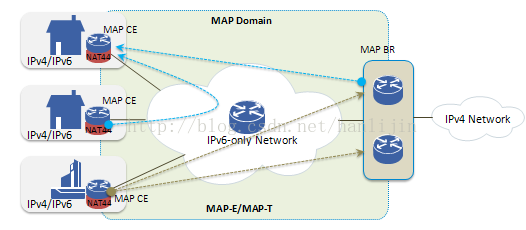 MAP Domain
MAP CE
NAT44
IPv4/IPv6
MAP BR
MAP CE
NAT44
IPv4/IPv6
http://blog.csdn.net/hanlijin
IPv6-only Network
IPv4 Network
NAT44
MAP CE
IPv4/IPv6
MAP-E/MAP-T